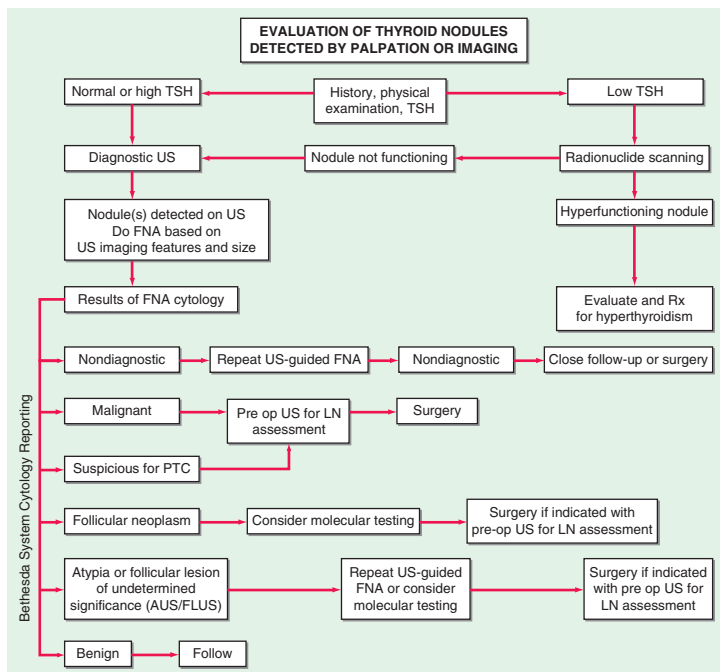 EVALUATION OF THYROID NODULES
DETECTED BY PALPATION OR IMAGING
Normal or high TSH
History, physical
examination, TSH
Low TSH
Diagnostic US
Nodule not functioning
Radionuclide scanning
Nodule(s) detected on US
Do FNA based on
US imaging features and size
Hyperfunctioning nodule
Results of FNA cytology
Evaluate and Rx
for hyperthyroidism
Bethesda System Cytology Reporting
Nondiagnostic
Repeat US-guided FNA
Nondiagnostic
Close follow-up or surgery
Malignant
Pre op US for LN
assessment
Surgery
Suspicious for PTC
Follicular neoplasm
Consider molecular testing
Surgery if indicated with
pre-op US for LN assessment
Atypia or follicular lesion
of undetermined
significance (AUS/FLUS)
Repeat US-guided
FNA or consider
molecular testing
Surgery if indicated
with pre op US for
LN assessment
Benign
Follow